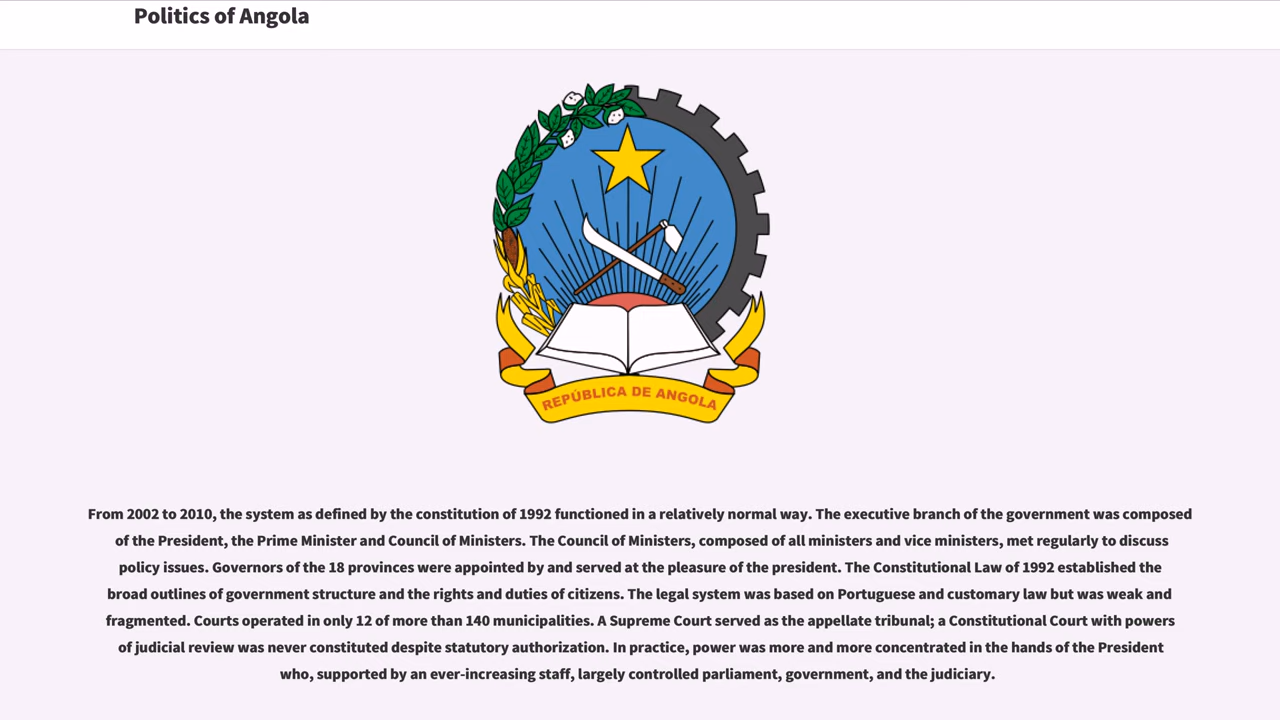 Politics of Angola
REPÚBLICA DE ANGOLA
From 2002 to 2010, the system as defined by the constitution of 1992 functioned in a relatively normal way. The executive branch of the government was composed
of the President, the Prime Minister and Council of Ministers. The Council of Ministers, composed of all ministers and vice ministers, met regularly to discuss
policy issues. Governors of the 18 provinces were appointed by and served at the pleasure of the president. The Constitutional Law of 1992 established the
broad outlines of government structure and the rights and duties of citizens. The legal system was based on Portuguese and customary law but was weak and
fragmented. Courts operated in only 12 of more than 140 municipalities. A Supreme Court served as the appellate tribunal; a Constitutional Court with powers
of judicial review was never constituted despite statutory authorization. In practice, power was more and more concentrated in the hands of the President
who, supported by an ever-increasing staff, largely controlled parliament, government, and the judiciary.